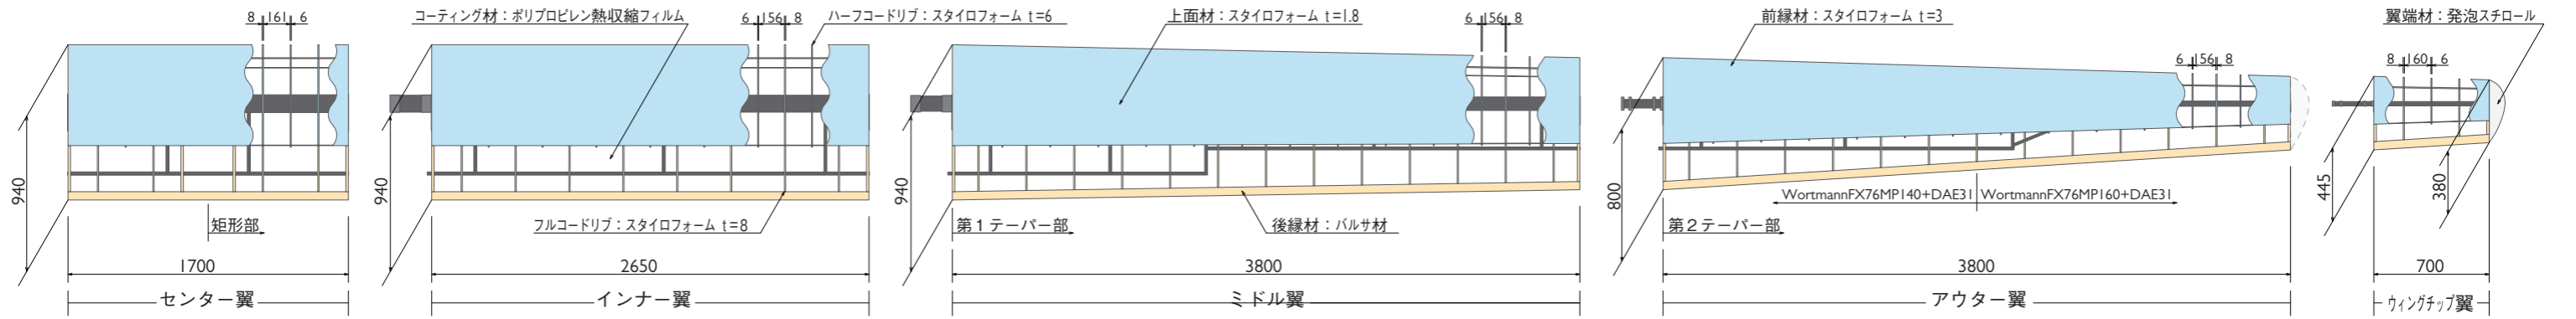 8 161 6
コーティング材：ポリプロピレン熱収縮フィルム
6 156 8
ハーフコードリブ：スタイロフォーム t=6
上面材：スタイロフォーム t=1.8
6 156 8
前縁材：スタイロフォーム t=3
6 156 8
8 160 6
翼端材：発泡スチロール
940
940
940
800
445
380
矩形部
フルコードリブ：スタイロフォーム t=8
第1テーパー部
後縁材：バルサ材
第2テーパー部
WortmannFX76MP140+DAE31
WortmannFX76MP160+DAE31
1700
2650
3800
3800
700
センター翼
インナー翼
ミドル翼
アウター翼
ウィングチップ翼